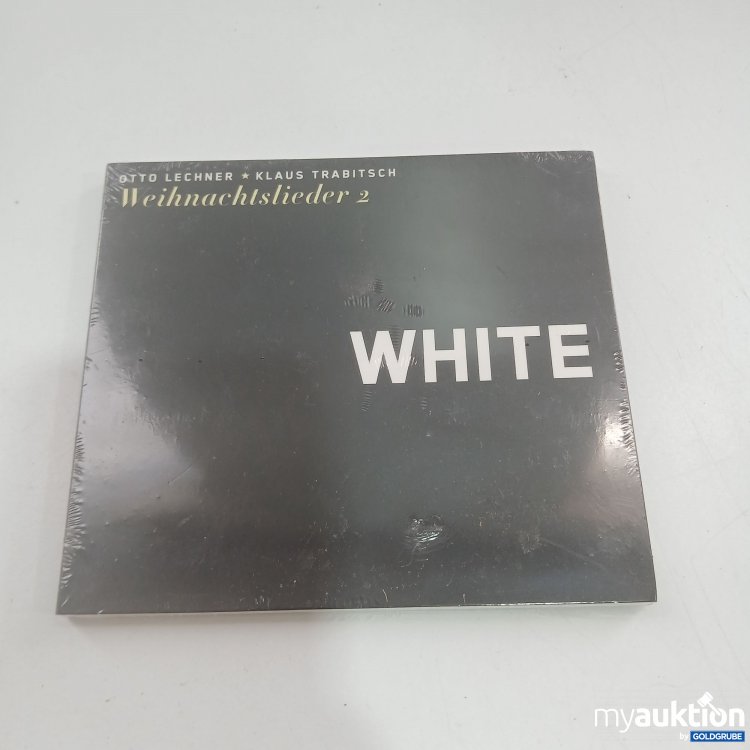 OTTO LECHNER ★ KLAUS TRABITSCH
Weihnachtslieder 2
WHITE
myauktion
by GOLDGRUBE